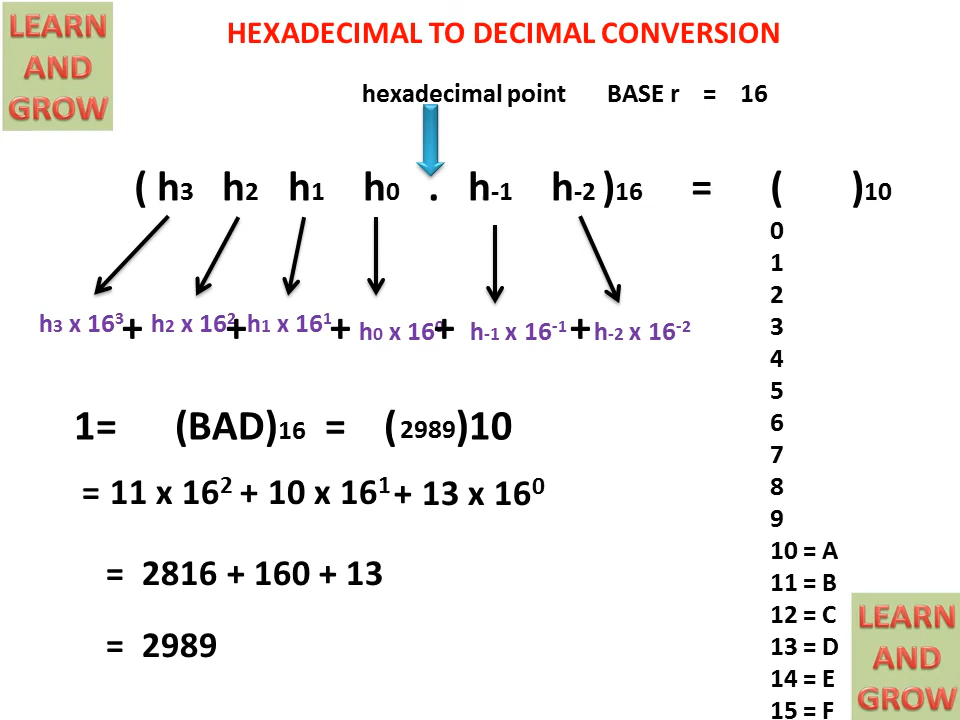 LEARN
AND
GROW
HEXADECIMAL TO DECIMAL CONVERSION
hexadecimal point BASE r = 16
( h3 h2 h1 h0 . h-1 h-2 )16 = ( )10
h3 x 16³ + h2 x 16² + h1 x 16¹ + h0 x 16⁰ + h-1 x 16⁻¹ + h-2 x 16⁻²
0
1
2
3
4
5
6
7
8
9
10 = A
11 = B
12 = C
13 = D
14 = E
15 = F
1= (BAD)16 = ( 2989 )10
= 11 x 16² + 10 x 16¹ + 13 x 16⁰
= 2816 + 160 + 13
= 2989
LEARN
AND
GROW